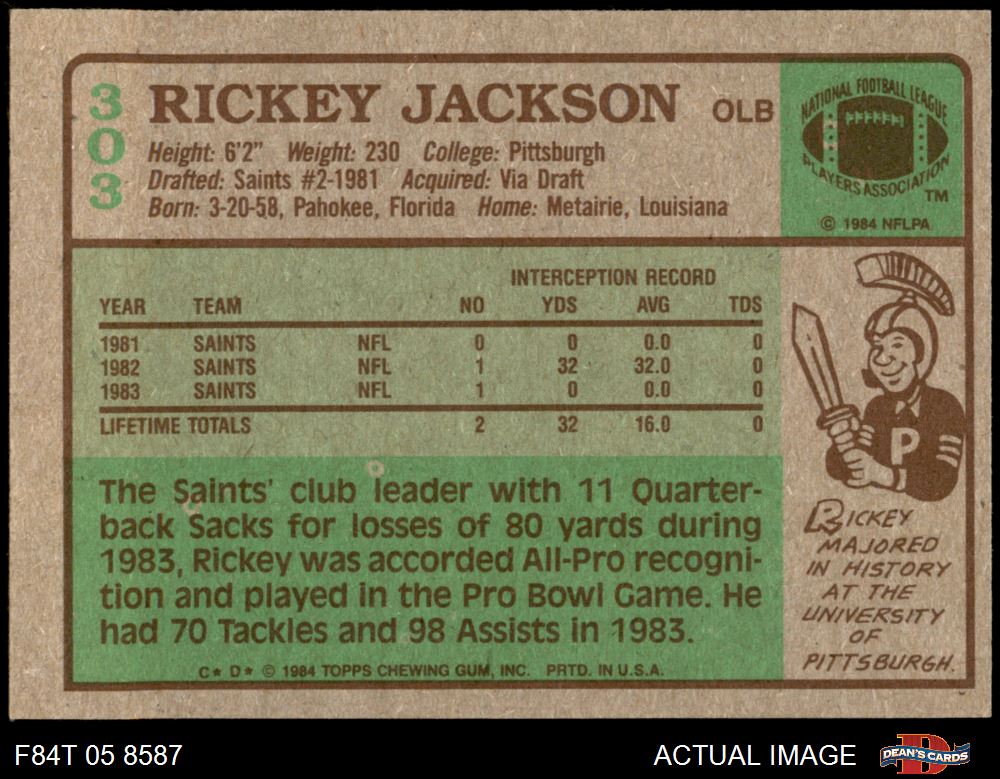 303
RICKEY JACKSON OLB
Height: 6'2" Weight: 230 College: Pittsburgh
Drafted: Saints #2-1981 Acquired: Via Draft
Born: 3-20-58, Pahokee, Florida Home: Metairie, Louisiana
NATIONAL FOOTBALL LEAGUE
PLAYERS ASSOCIATION
TM
© 1984 NFLPA
INTERCEPTION RECORD
YEAR TEAM NO YDS AVG TDS
1981 SAINTS NFL 0 0 0.0 0
1982 SAINTS NFL 1 32 32.0 0
1983 SAINTS NFL 1 0 0.0 0
LIFETIME TOTALS 2 32 16.0 0
The Saints' club leader with 11 Quarter-
back Sacks for losses of 80 yards during
1983, Rickey was accorded All-Pro recogni-
tion and played in the Pro Bowl Game. He
had 70 Tackles and 98 Assists in 1983.
C* D* © 1984 TOPPS CHEWING GUM, INC. PRTD. IN U.S.A.
P
RICKEY
MAJORED
IN HISTORY
AT THE
UNIVERSITY
OF
PITTSBURGH.
F84T 05 8587
ACTUAL IMAGE
D
DEAN'S CARDS